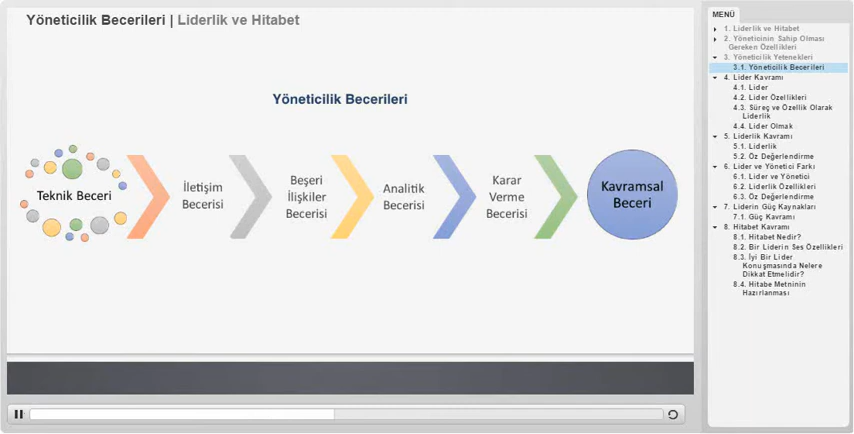 Yöneticilik Becerileri | Liderlik ve Hitabet
Yöneticilik Becerileri
Teknik Beceri
İletişim
Becerisi
Beşeri
İlişkiler
Becerisi
Analitik
Becerisi
Karar
Verme
Becerisi
Kavramsal
Beceri
MENÜ
1. Liderlik ve Hitabet
2. Yöneticinin Sahip Olması
Gereken Özellikleri
3. Yöneticilik Yetenekleri
3.1. Yöneticilik Becerileri
4. Lider Kavramı
4.1. Lider
4.2. Lider Özellikleri
4.3. Süreç ve Özellik Olarak
Liderlik
4.4. Lider Olmak
5. Liderlik Kavramı
5.1. Liderlik
5.2. Öz Değerlendirme
6. Lider ve Yönetici Farkı
6.1. Lider ve Yönetici
6.2. Liderlik Özellikleri
6.3. Öz Değerlendirme
7. Liderin Güç Kaynakları
7.1. Güç Kavramı
8. Hitabet Kavramı
8.1. Hitabet Nedir?
8.2. Bir Liderin Ses Özellikleri
8.3. İyi Bir Lider
Konuşmasında Nelere
Dikkat Etmelidir?
8.4. Hitabe Metninin
Hazırlanması